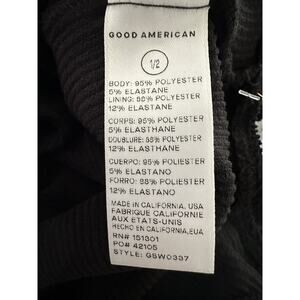 GOOD AMERICAN
1/2
BODY: 95% POLYESTER
5% ELASTANE
LINING: 88% POLYESTER
12% ELASTANE
CORPS: 95% POLYESTER
5% ELASTHANE
DOUBLURE: 88% POLYESTER
12% ELASTHANE
CUERPO: 95% POLIESTER
5% ELASTANO
FORRO: 88% POLIESTER
12% ELASTANO
MADE IN CALIFORNIA, USA
FABRIQUE CALIFORNIE
AUX ETATS-UNIS
HECHO EN CALIFORNIA, EUA
RN# 151301
PO# 42105
STYLE: GBW0337